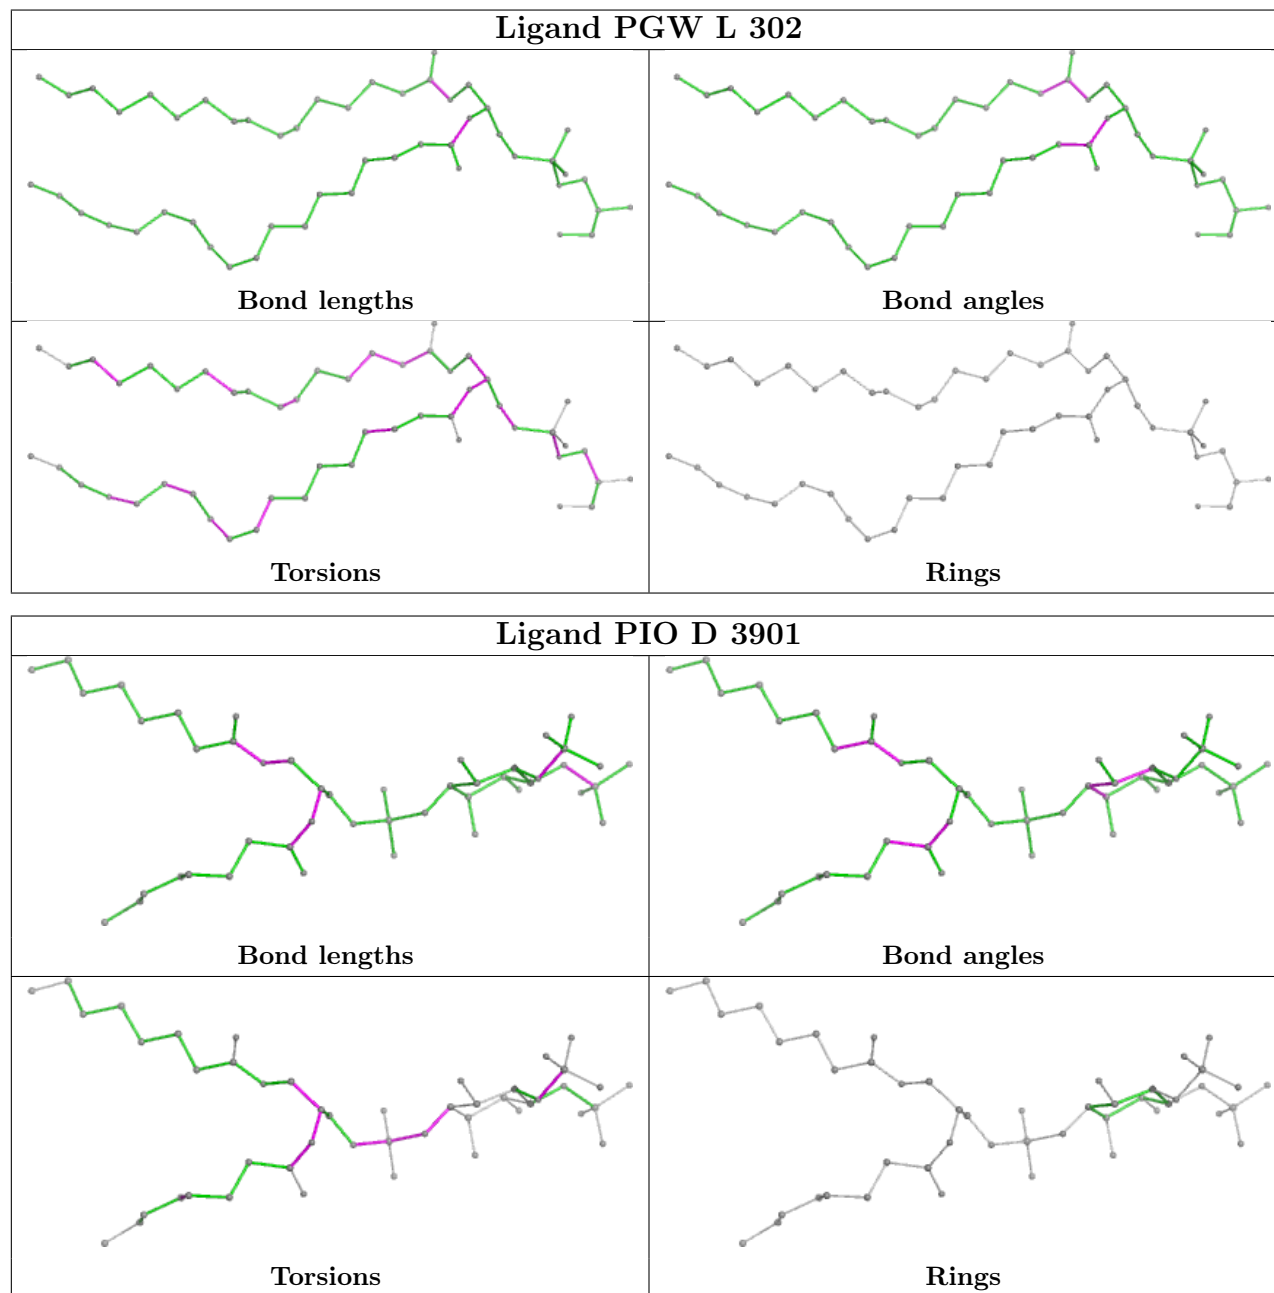 Ligand PGW L 302
Bond lengths
Bond angles
Torsions
Rings
Ligand PIO D 3901
Bond lengths
Bond angles
Torsions
Rings